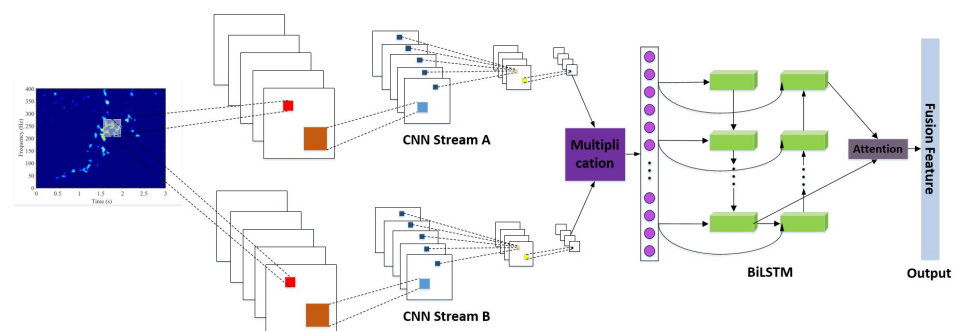 400
350
300
250
200
150
100
50
0
Frequency (Hz)
0 0.5 1 1.5 2 2.5 3
Time (s)
CNN Stream A
CNN Stream B
Multipli
cation
BiLSTM
Attention
Fusion Feature
Output